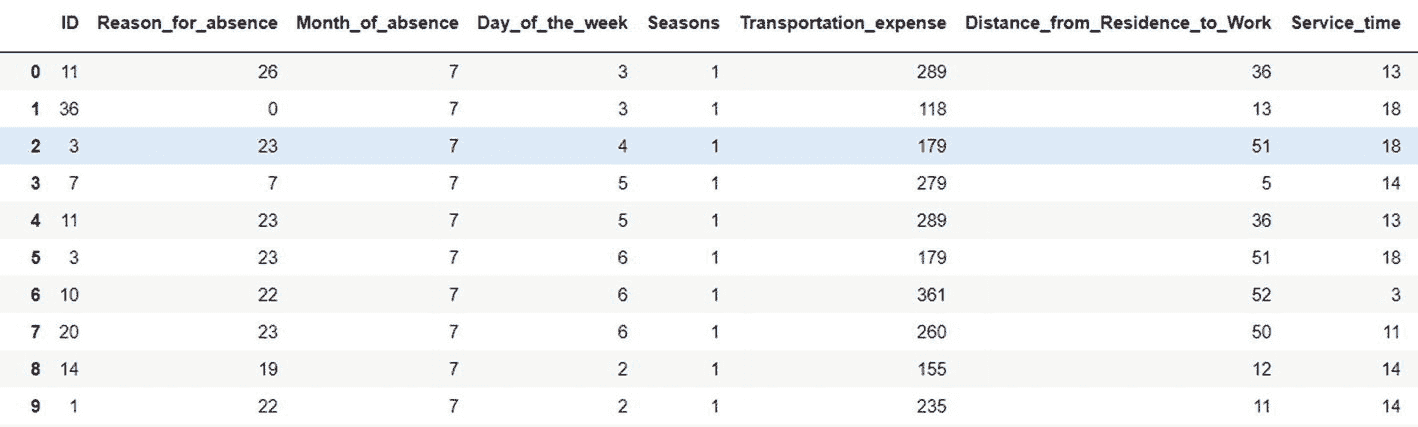 ID Reason_for_absence Month_of_absence Day_of_the_week Seasons Transportation_expense Distance_from_Residence_to_Work Service_time
0 11 26 7 3 1 289 36 13
1 36 0 7 3 1 118 13 18
2 3 23 7 4 1 179 51 18
3 7 7 7 5 1 279 5 14
4 11 23 7 5 1 289 36 13
5 3 23 7 6 1 179 51 18
6 10 22 7 6 1 361 52 3
7 20 23 7 6 1 260 50 11
8 14 19 7 2 1 155 12 14
9 1 22 7 2 1 235 11 14